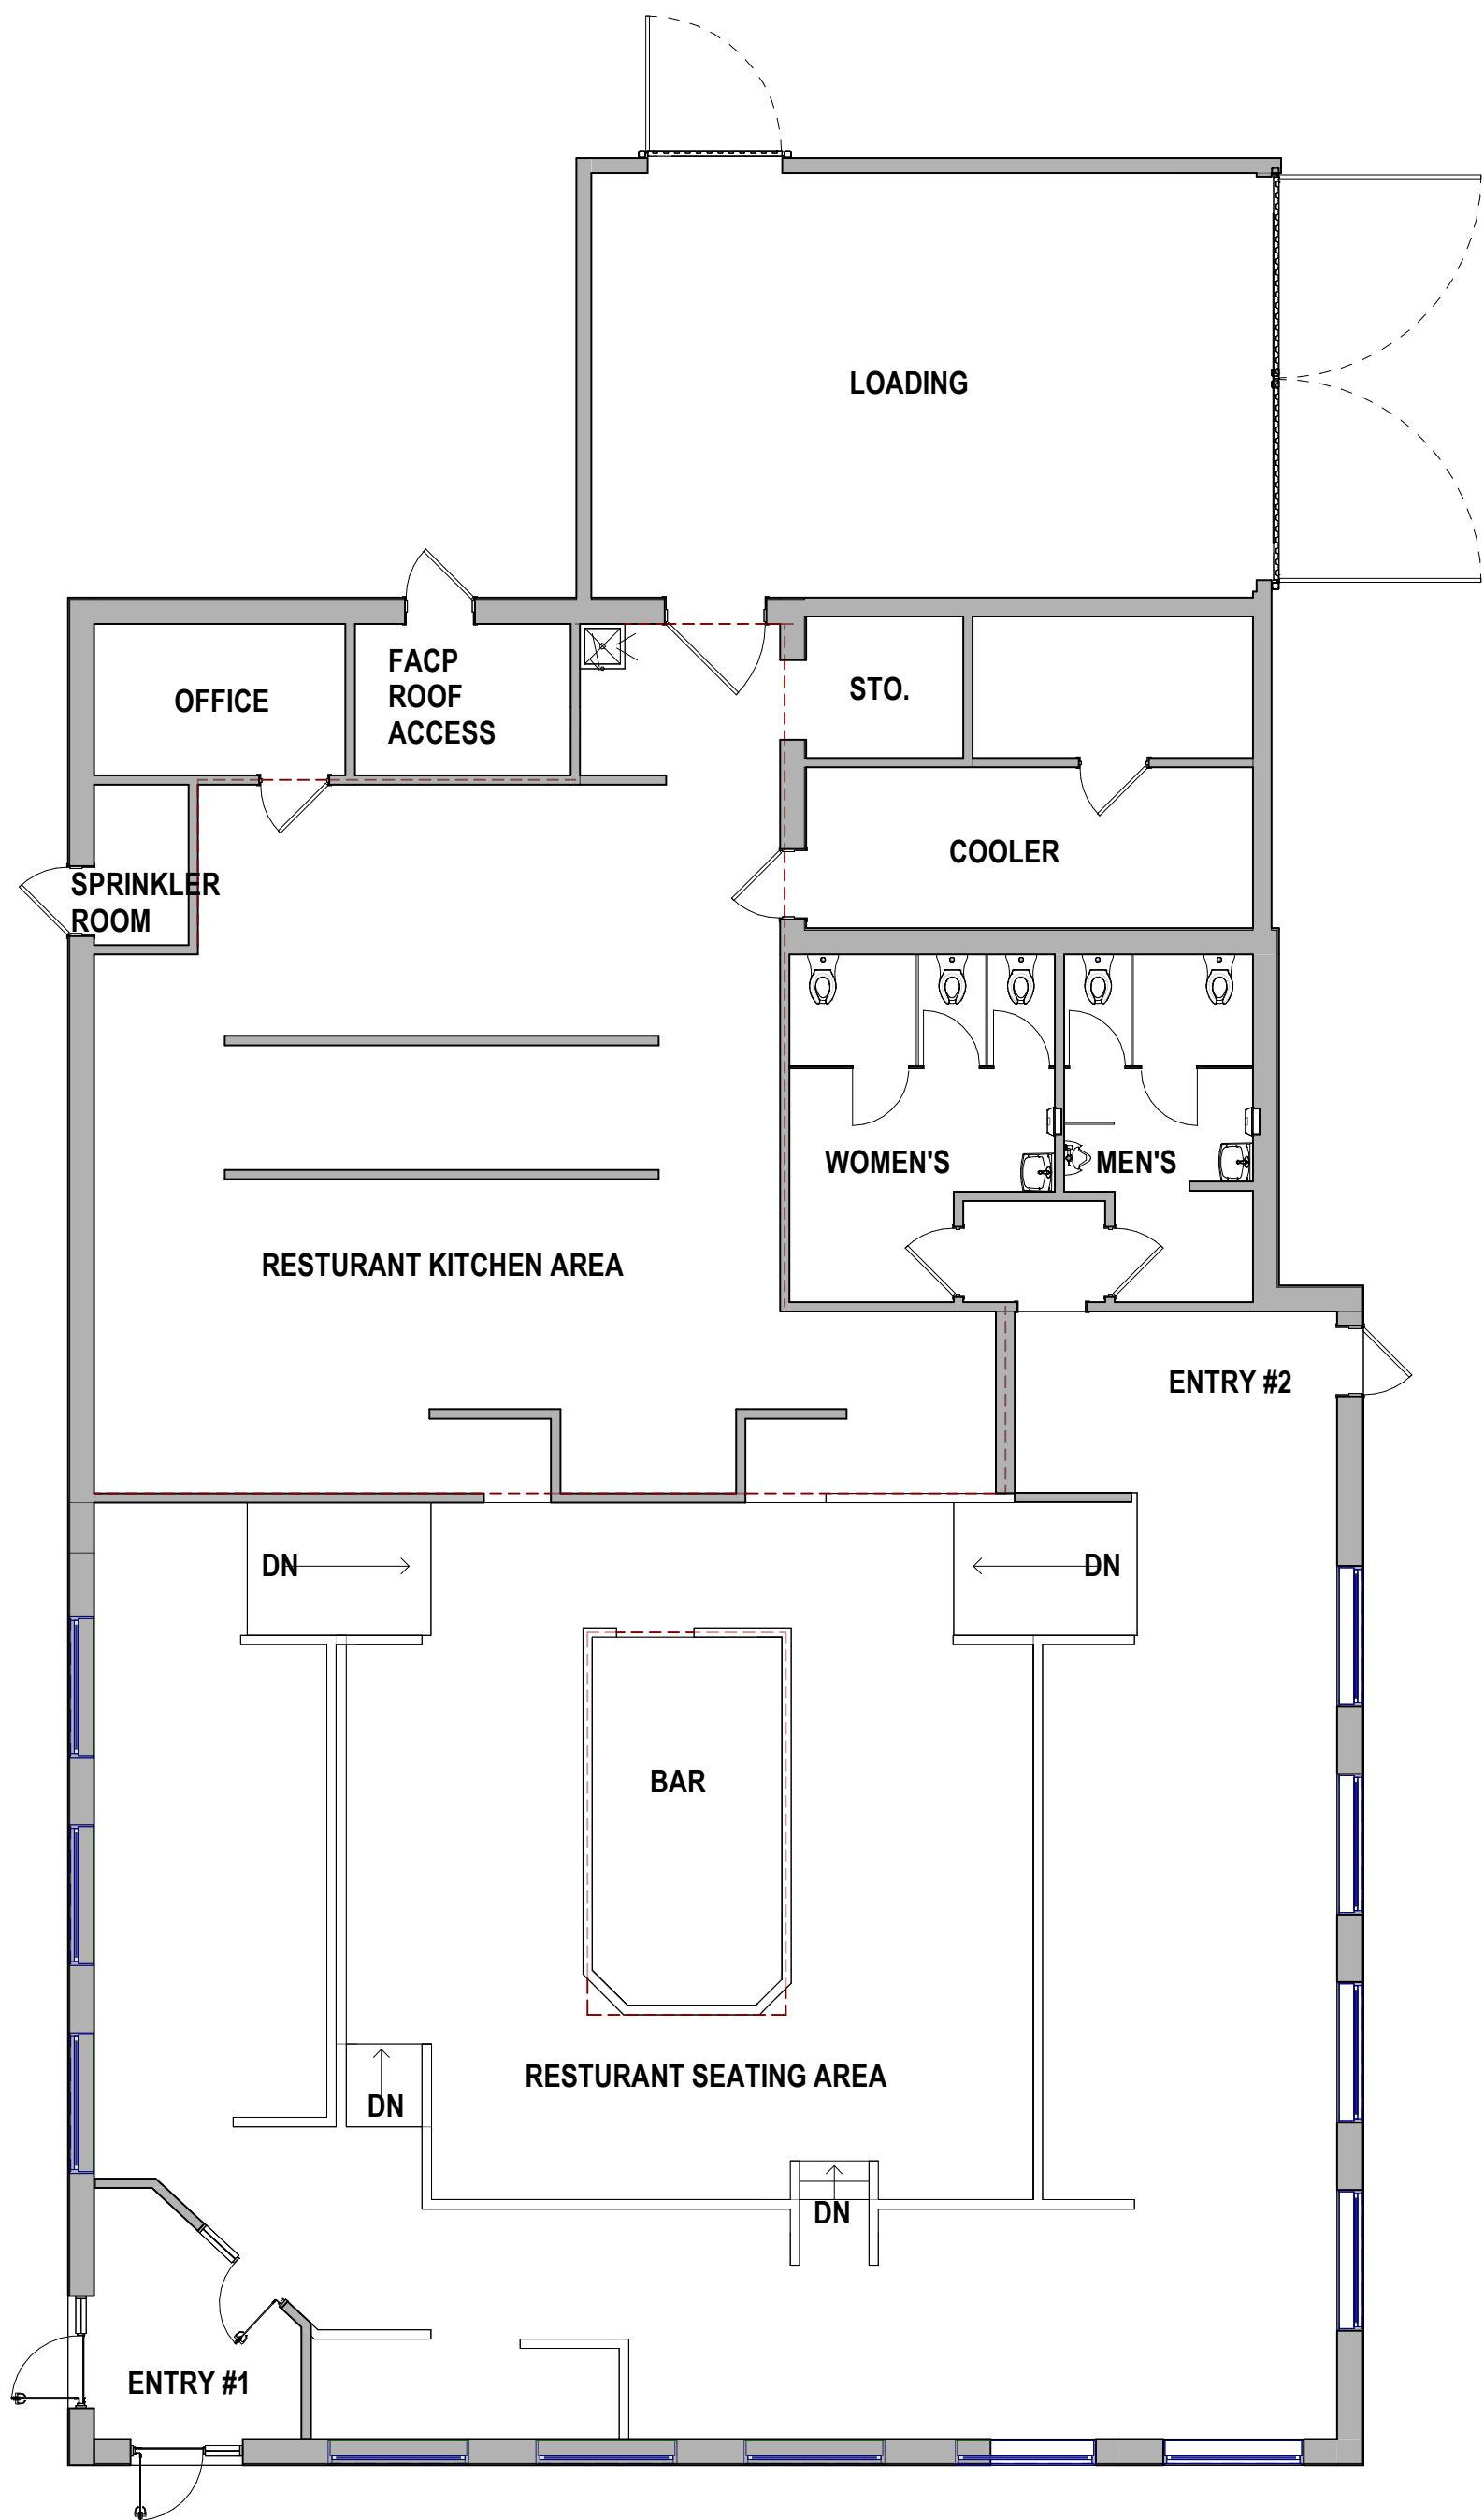 LOADING
FACP
ROOF
ACCESS
OFFICE
STO.
COOLER
SPRINKLER
ROOM
WOMEN'S
MEN'S
RESTURANT KITCHEN AREA
ENTRY #2
DN
DN
BAR
RESTURANT SEATING AREA
DN
DN
ENTRY #1